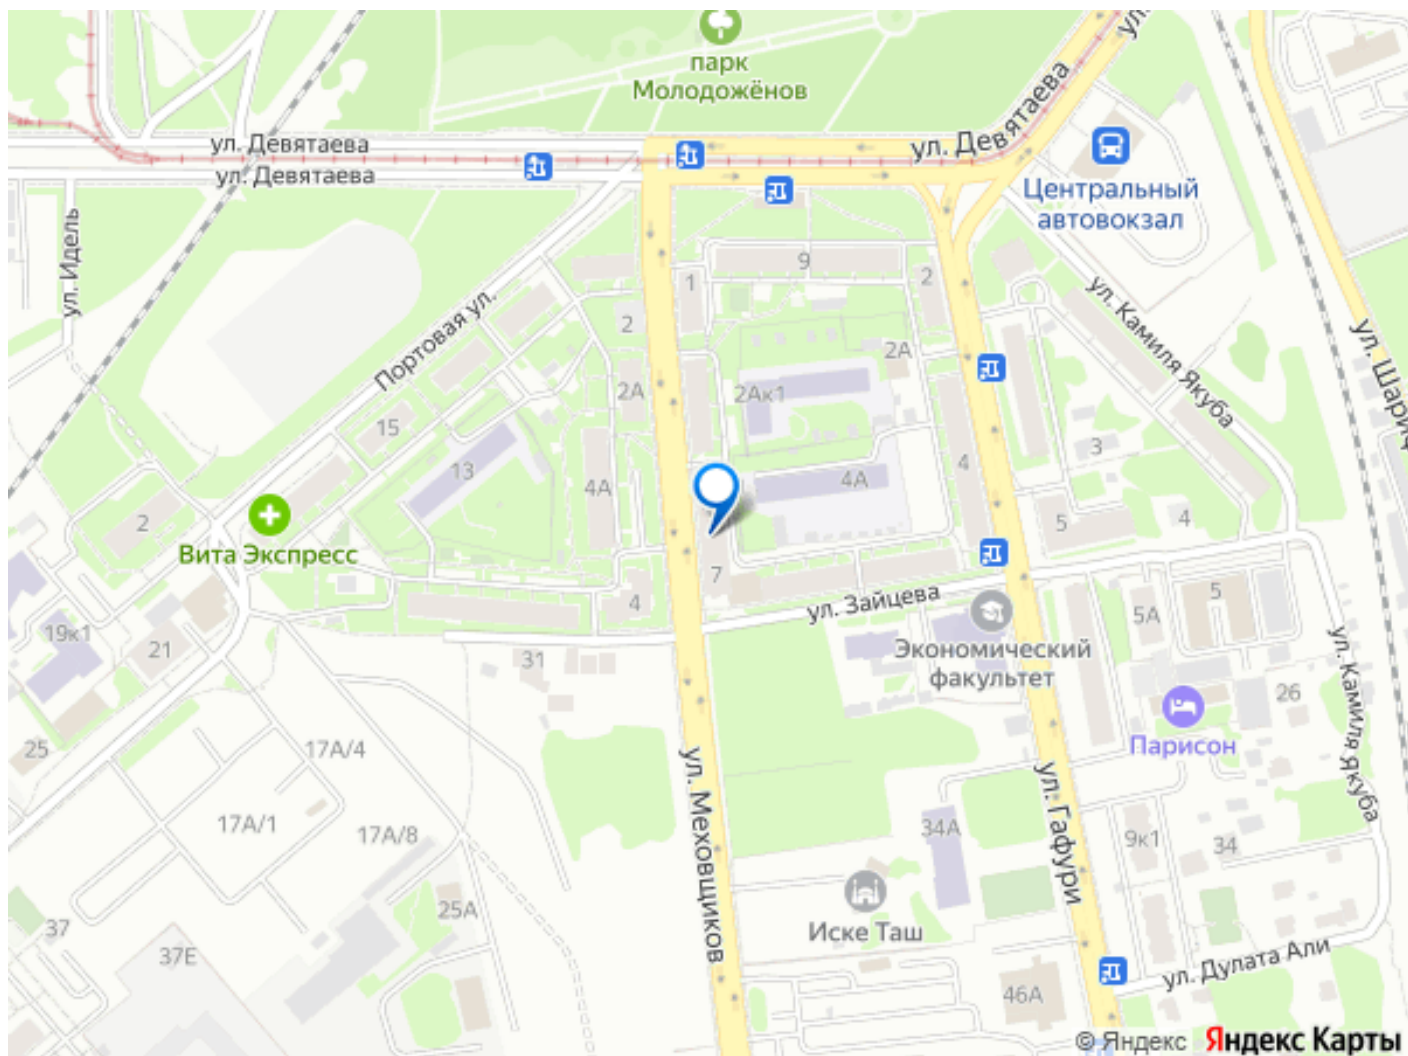 парк
Молодожёнов
ул.
ул. Девятаева
ул. Девятаева
ул. Девятаева
Центральный
автовокзал
ул. Идель
9
1
2
2
ул. Камиля Якуба
Портовая ул.
ул. Шарич
2А
2А
2Ак1
15
3
13
4А
4А
4
2
5
4
Вита Экспресс
7
4
ул. Зайцева
5
5А
19к1
21
31
Экономический
факультет
ул. Камиля Якуба
26
25
17А/4
Парисон
ул. Меховщиков
ул. Гафури
17А/1
17А/8
34А
9к1
34
25А
Иске Таш
37
37Е
46А
ул. Дулата Али
© Яндекс Яндекс Карты